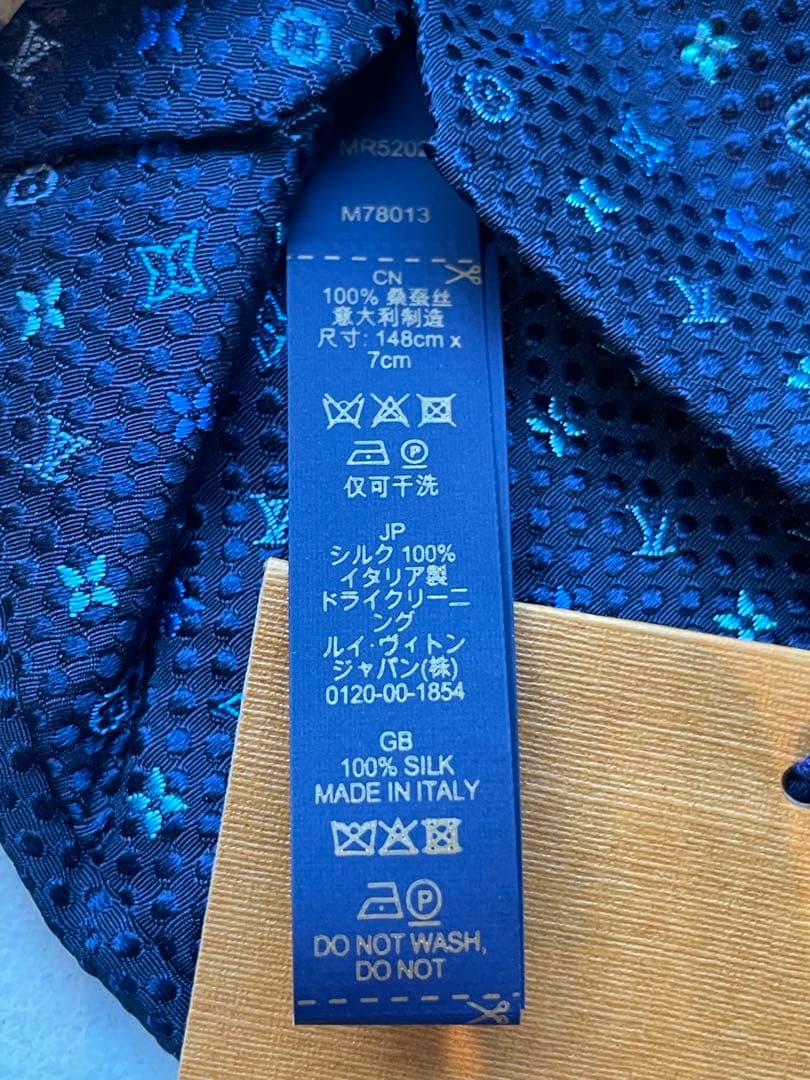 MR5202
M78013
CN
100% 桑蚕丝
意大利制造
尺寸: 148cm x
7cm
P
仅可干洗
JP
シルク 100%
イタリア製
ドライクリーニ
ング
ルイ・ヴィトン
ジャパン(株)
0120-00-1854
GB
100% SILK
MADE IN ITALY
P
DO NOT WASH,
DO NOT